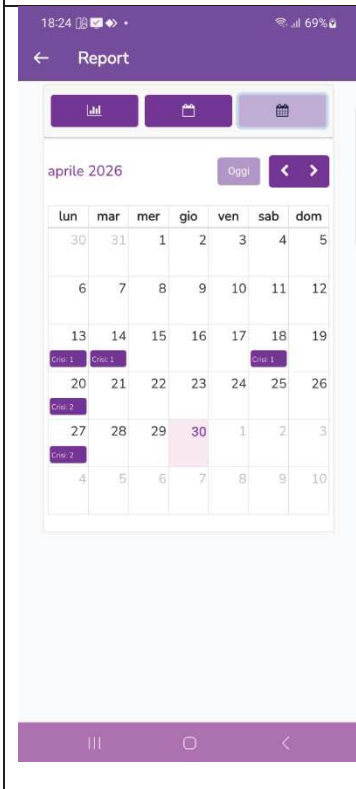 18:24 69%
Report
aprile 2026 Oggi
lun mar mer gio ven sab dom
30 31 1 2 3 4 5
6 7 8 9 10 11 12
13 14 15 16 17 18 19
Crisi: 1 Crisi: 1 Crisi: 1
20 21 22 23 24 25 26
Crisi: 2
27 28 29 30 1 2 3
Crisi: 2
4 5 6 7 8 9 10